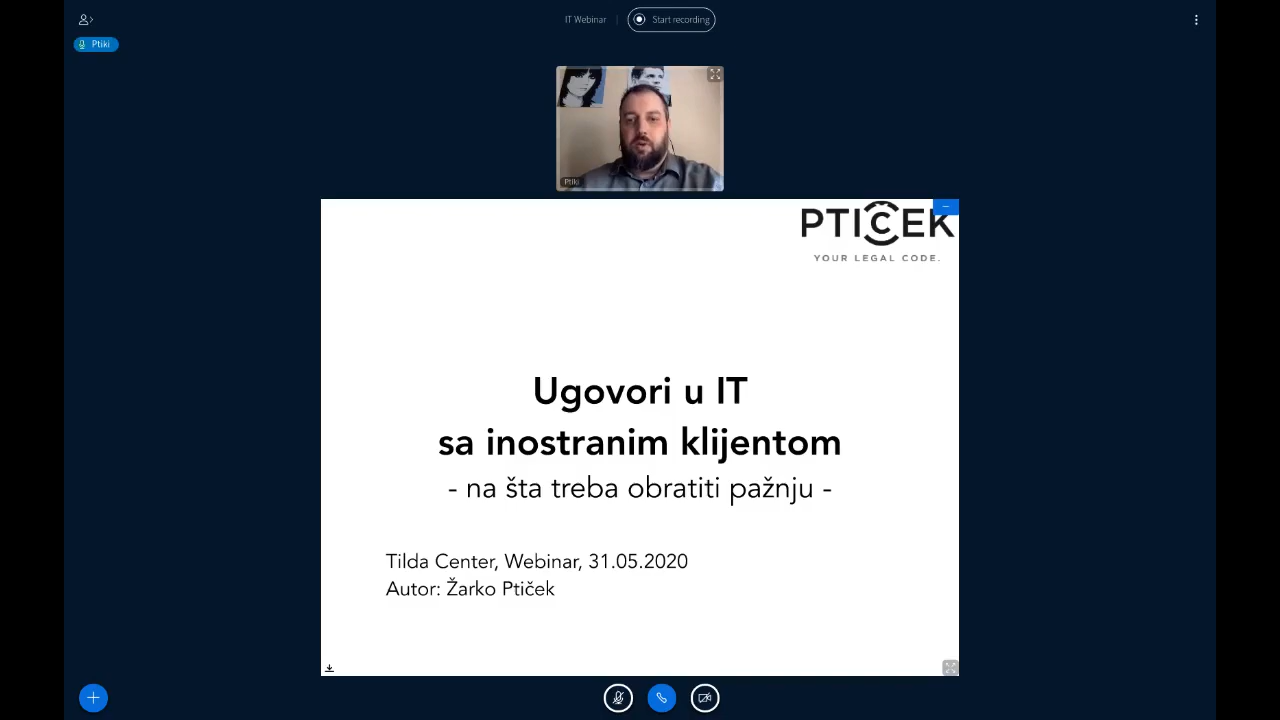 IT Webinar
Start recording
Ptiki
Ptiki
PTIČEK
YOUR LEGAL CODE.
Ugovori u IT
sa inostranim klijentom
- na šta treba obratiti pažnju -
Tilda Center, Webinar, 31.05.2020
Autor: Žarko Ptiček